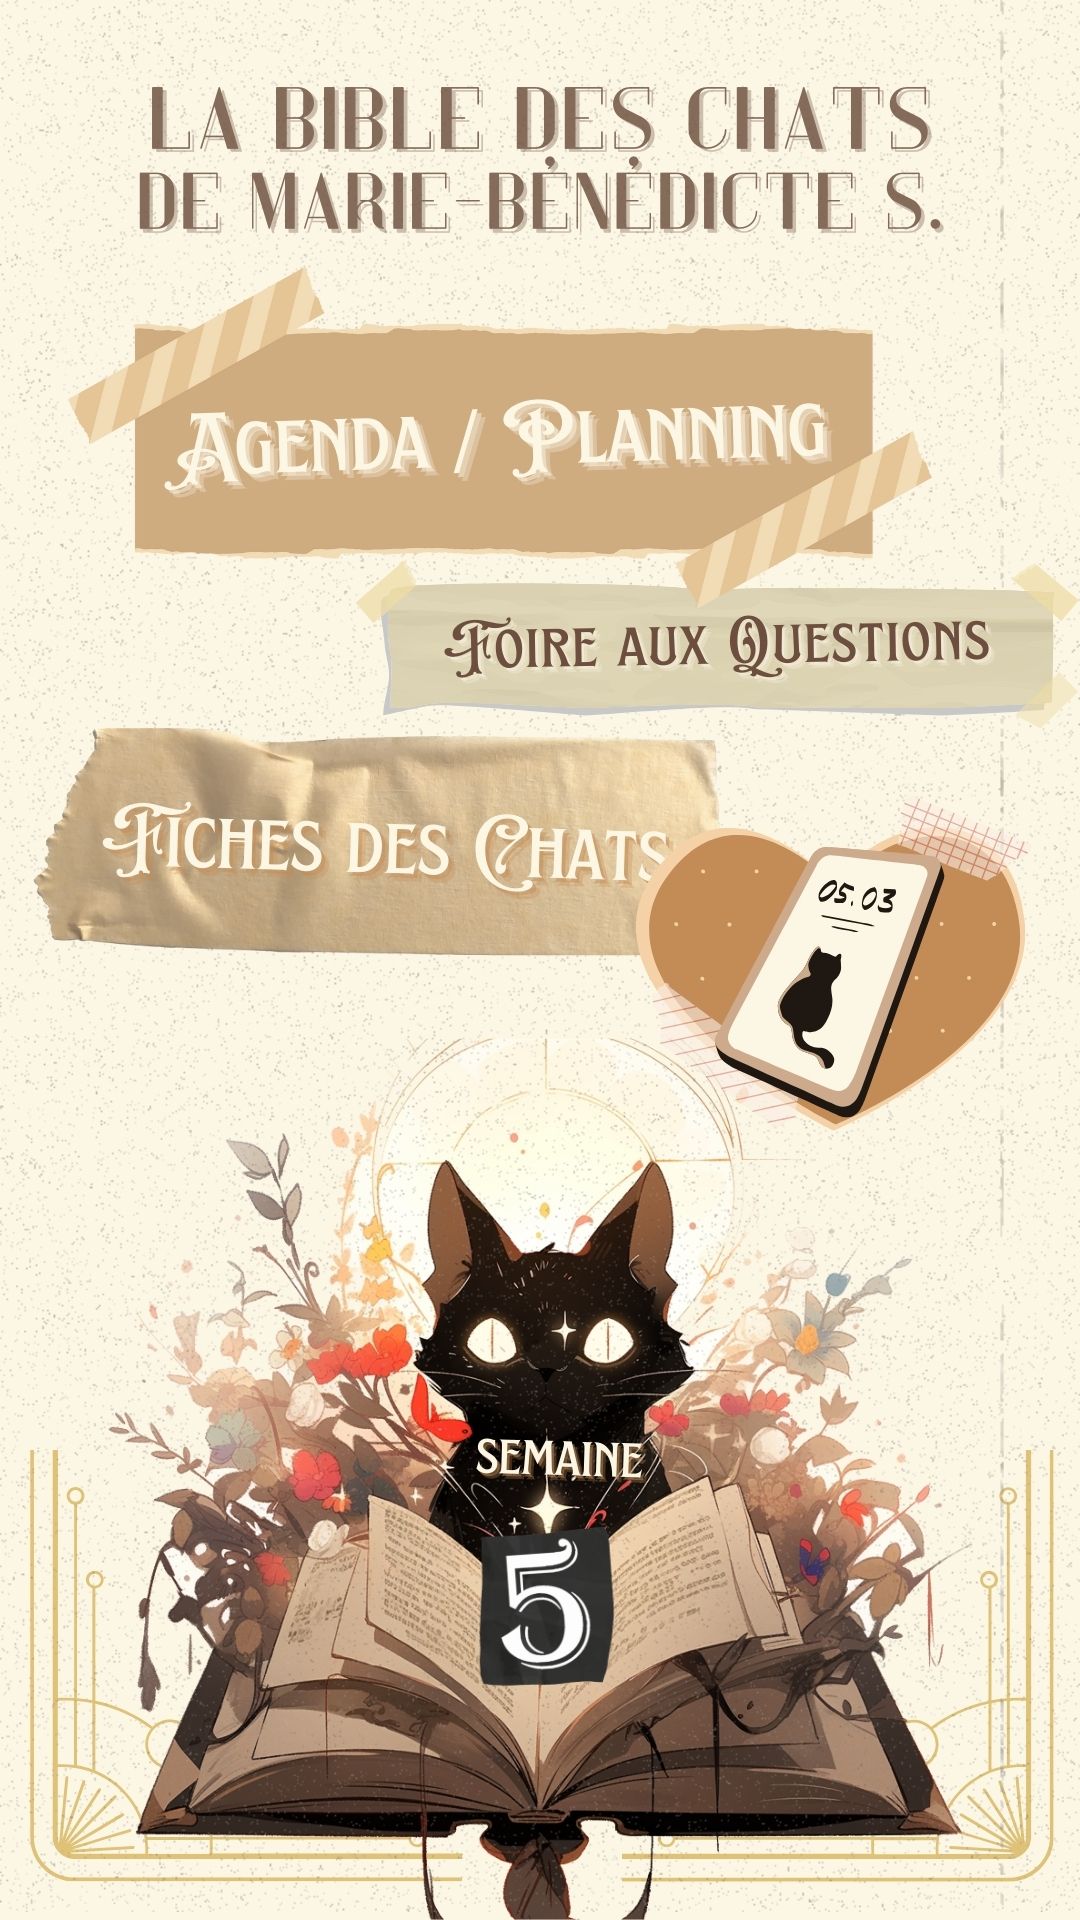 LA BIBLE DES CHATS
DE MARIE-BÉNÉDICTE S.
AGENDA / PLANNING
FOIRE AUX QUESTIONS
FICHES DES CHATS
05.03
SEMAINE
5